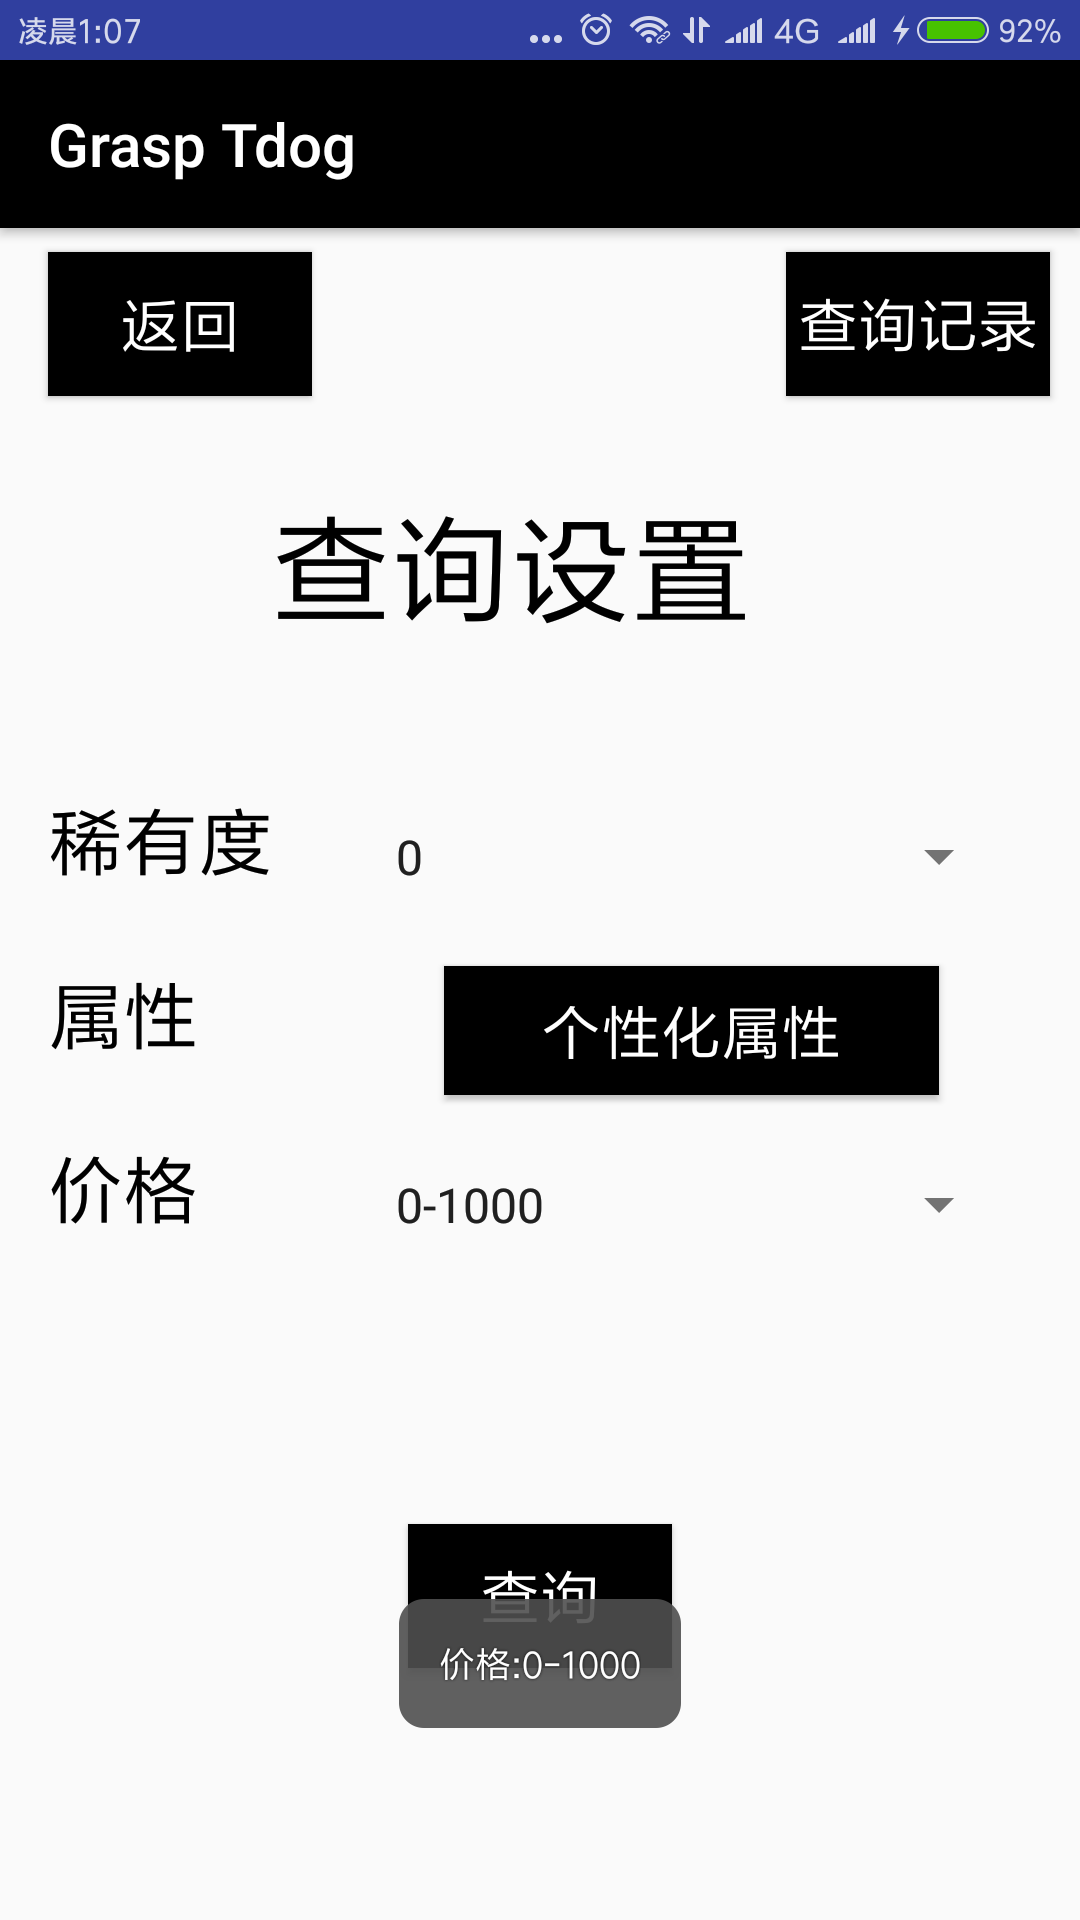 凌晨1:07 4G 92%
Grasp Tdog
返回 查询记录
查询设置
稀有度 0
属性 个性化属性
价格 0-1000
查询
价格:0-1000